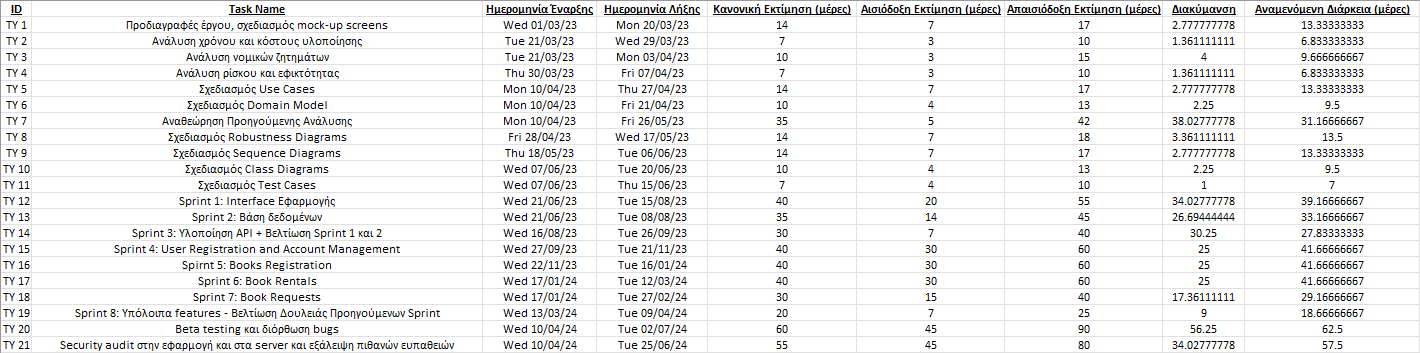 ID Task Name Ημερομηνία Έναρξης Ημερομηνία Λήξης Κανονική Εκτίμηση (μέρες) Αισιόδοξη Εκτίμηση (μέρες) Απαισιόδοξη Εκτίμηση (μέρες) Διακύμανση Αναμενόμενη Διάρκεια (μέρες)
TY 1 Προδιαγραφές έργου, σχεδιασμός mock-up screens Wed 01/03/23 Mon 20/03/23 14 7 17 2.777777778 13.33333333
TY 2 Ανάλυση χρόνου και κόστους υλοποίησης Tue 21/03/23 Wed 29/03/23 7 3 10 1.361111111 6.833333333
TY 3 Ανάλυση νομικών ζητημάτων Tue 21/03/23 Mon 03/04/23 10 3 15 4 9.666666667
TY 4 Ανάλυση ρίσκου και εφικτότητας Thu 30/03/23 Fri 07/04/23 7 3 10 1.361111111 6.833333333
TY 5 Σχεδιασμός Use Cases Mon 10/04/23 Thu 27/04/23 14 7 17 2.777777778 13.33333333
TY 6 Σχεδιασμός Domain Model Mon 10/04/23 Fri 21/04/23 10 4 13 2.25 9.5
TY 7 Αναθεώρηση Προηγούμενης Ανάλυσης Mon 10/04/23 Fri 26/05/23 35 5 42 38.02777778 31.16666667
TY 8 Σχεδιασμός Robustness Diagrams Fri 28/04/23 Wed 17/05/23 14 7 18 3.361111111 13.5
TY 9 Σχεδιασμός Sequence Diagrams Thu 18/05/23 Tue 06/06/23 14 7 17 2.777777778 13.33333333
TY 10 Σχεδιασμός Class Diagrams Wed 07/06/23 Tue 20/06/23 10 4 13 2.25 9.5
TY 11 Σχεδιασμός Test Cases Wed 07/06/23 Thu 15/06/23 7 4 10 1 7
TY 12 Sprint 1: Interface Εφαρμογής Wed 21/06/23 Tue 15/08/23 40 20 55 34.02777778 39.16666667
TY 13 Sprint 2: Βάση δεδομένων Wed 21/06/23 Tue 08/08/23 35 14 45 26.69444444 33.16666667
TY 14 Sprint 3: Υλοποίηση API + Βελτίωση Sprint 1 και 2 Wed 16/08/23 Tue 26/09/23 30 7 40 30.25 27.83333333
TY 15 Sprint 4: User Registration and Account Management Wed 27/09/23 Tue 21/11/23 40 30 60 25 41.66666667
TY 16 Spirnt 5: Books Registration Wed 22/11/23 Tue 16/01/24 40 30 60 25 41.66666667
TY 17 Sprint 6: Book Rentals Wed 17/01/24 Tue 12/03/24 40 30 60 25 41.66666667
TY 18 Sprint 7: Book Requests Wed 17/01/24 Tue 27/02/24 30 15 40 17.36111111 29.16666667
TY 19 Sprint 8: Υπόλοιπα features - Βελτίωση Δουλειάς Προηγούμενων Sprint Wed 13/03/24 Tue 09/04/24 20 7 25 9 18.66666667
TY 20 Beta testing και διόρθωση bugs Wed 10/04/24 Tue 02/07/24 60 45 90 56.25 62.5
TY 21 Security audit στην εφαρμογή και στα server και εξάλειψη πιθανών ευπαθειών Wed 10/04/24 Tue 25/06/24 55 45 80 34.02777778 57.5